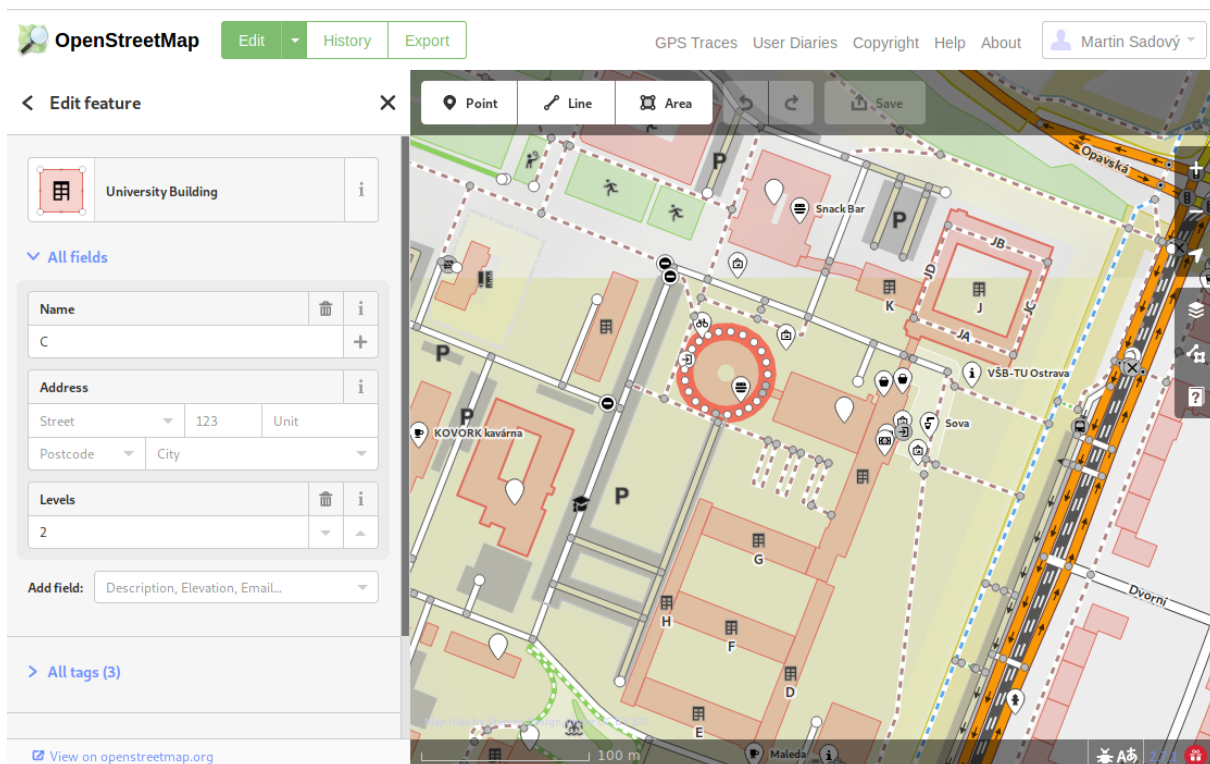 OpenStreetMap
Edit
History
Export
GPS Traces
User Diaries
Copyright
Help
About
Martin Sadový
Edit feature
Point
Line
Area
Save
University Building
All fields
Name
C
Address
Street
123
Unit
Postcode
City
Levels
2
Add field:
Description, Elevation, Email...
All tags (3)
View on openstreetmap.org
Opavská
P
Snack Bar
P
JB
JD
K
J
JC
JA
VŠB-TU Ostrava
P
P
KOVORK kavárna
Sova
P
G
H
F
D
E
Dvorní
100 m
Maleda
2.7.1